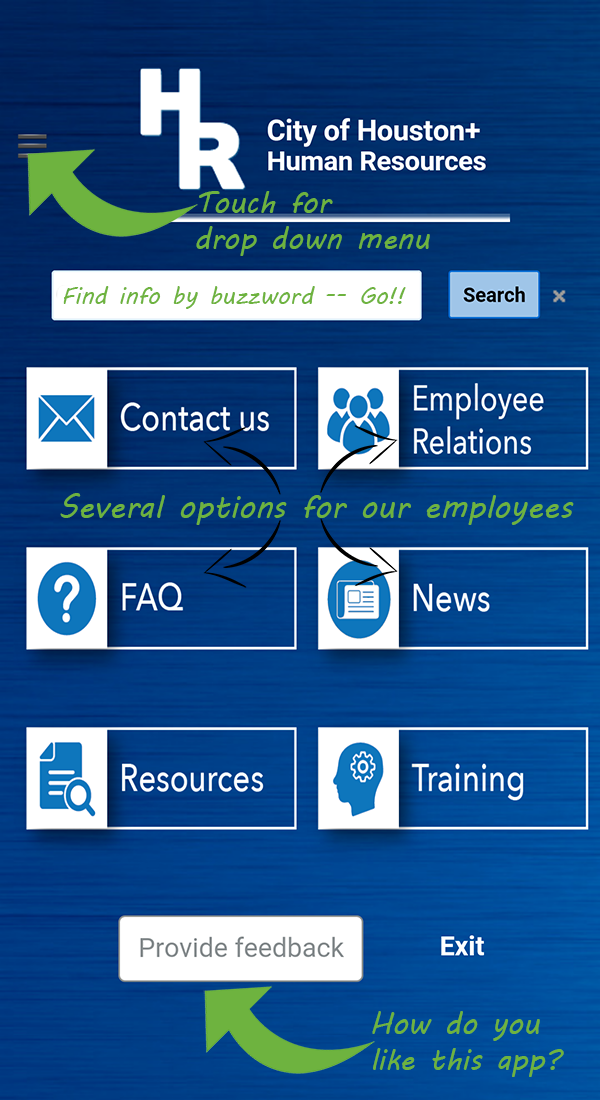 HR
City of Houston+
Human Resources
Touch for
drop down menu
Find info by buzzword -- Go!!
Search
×
Contact us
Employee
Relations
Several options for our employees
FAQ
News
Resources
Training
Provide feedback
Exit
How do you
like this app?